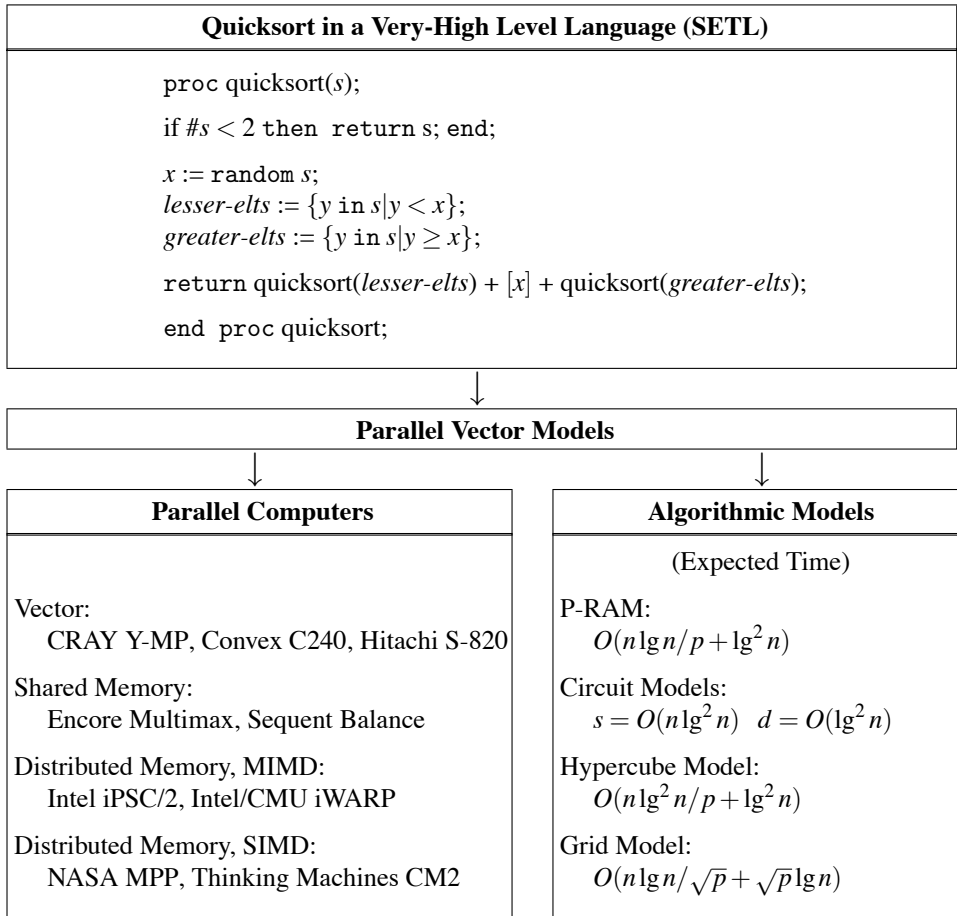 Quicksort in a Very-High Level Language (SETL)
proc quicksort(s);
if #s < 2 then return s; end;
x := random s;
lesser-elts := {y in s|y < x};
greater-elts := {y in s|y ≥ x};
return quicksort(lesser-elts) + [x] + quicksort(greater-elts);
end proc quicksort;
↓
Parallel Vector Models
↓ ↓
Parallel Computers
Vector:
CRAY Y-MP, Convex C240, Hitachi S-820
Shared Memory:
Encore Multimax, Sequent Balance
Distributed Memory, MIMD:
Intel iPSC/2, Intel/CMU iWARP
Distributed Memory, SIMD:
NASA MPP, Thinking Machines CM2
Algorithmic Models
(Expected Time)
P-RAM:
O(n lg n/p + lg² n)
Circuit Models:
s = O(n lg² n) d = O(lg² n)
Hypercube Model:
O(n lg² n/p + lg² n)
Grid Model:
O(n lg n/√p + √p lg n)